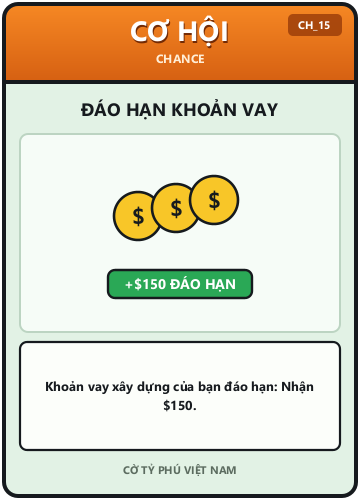 CƠ HỘI
CH_15
CHANCE
ĐÁO HẠN KHOẢN VAY
$ $ $
+$150 ĐÁO HẠN
Khoản vay xây dựng của bạn đáo hạn: Nhận
$150.
CỜ TỶ PHÚ VIỆT NAM